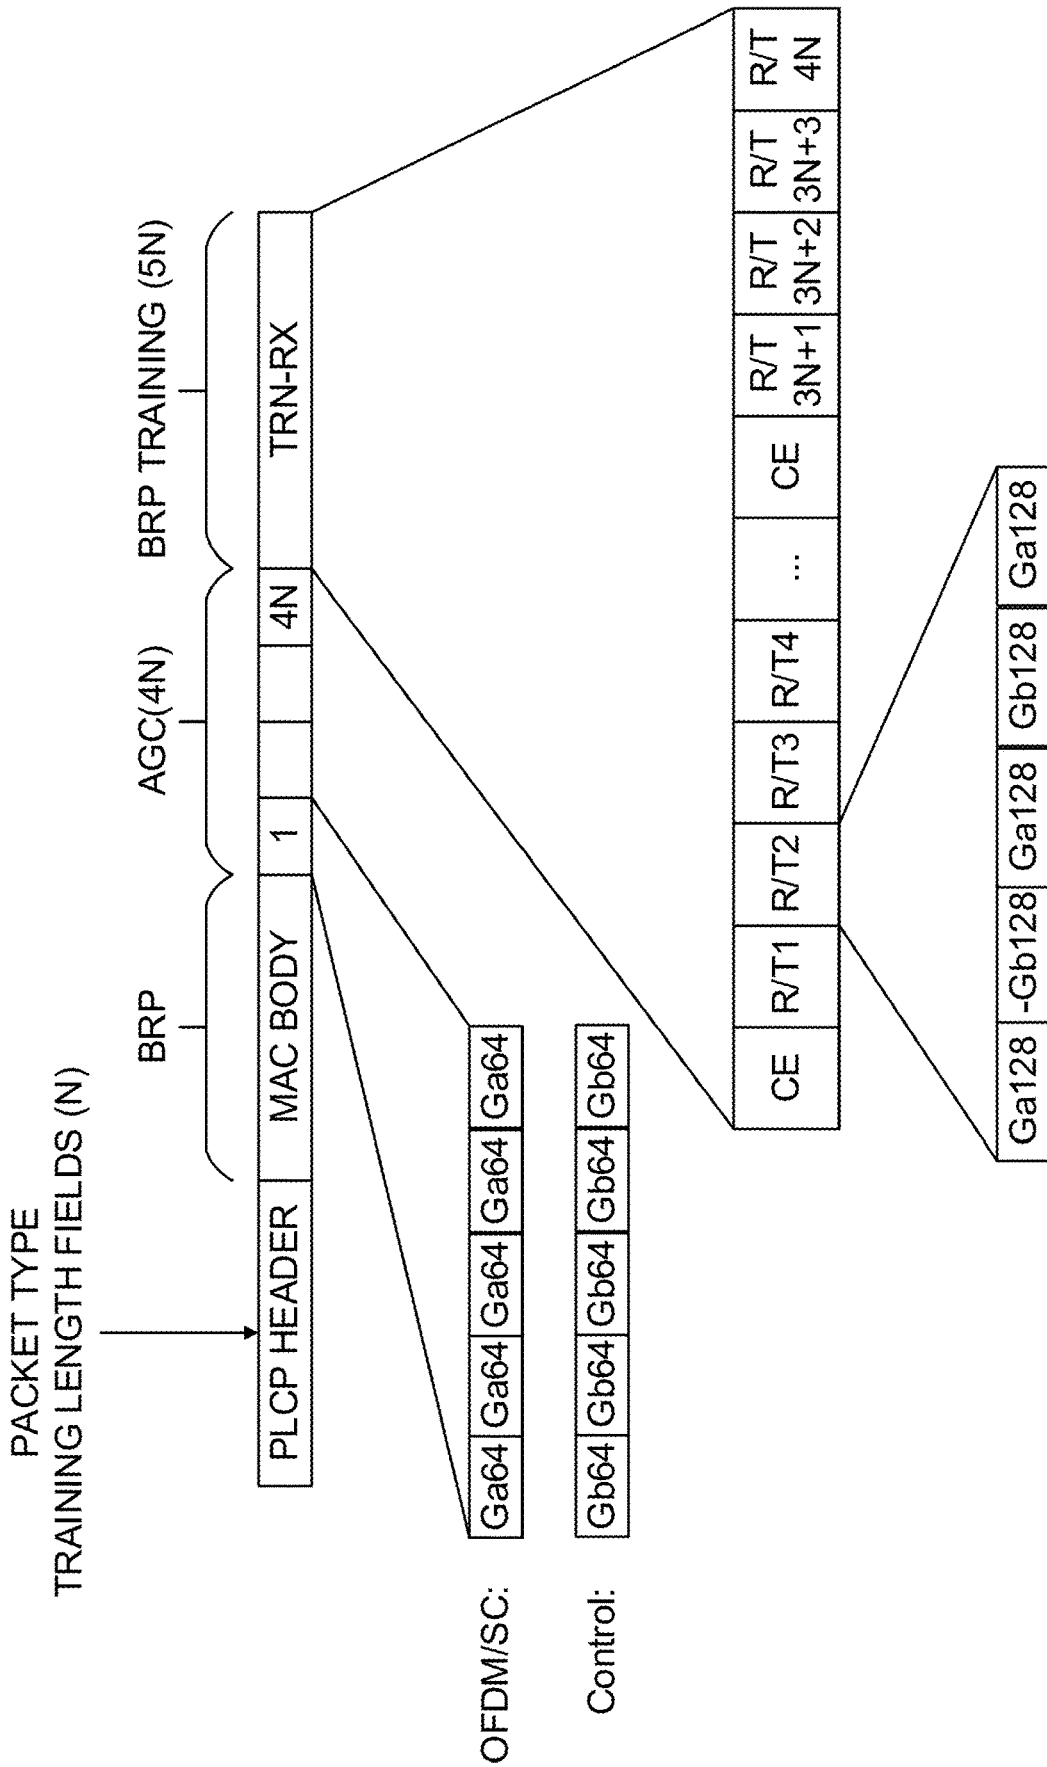 PACKET TYPE
TRAINING LENGTH FIELDS (N)
BRP
AGC(4N)
BRP TRAINING (5N)
PLCP HEADER
MAC BODY
1
4N
TRN-RX
OFDM/SC:
Ga64 Ga64 Ga64 Ga64 Ga64
Control:
Gb64 Gb64 Gb64 Gb64 Gb64
CE
R/T1
R/T2
R/T3
R/T4
...
CE
R/T
3N+1
R/T
3N+2
R/T
3N+3
R/T
4N
Ga128 -Gb128 Ga128 Gb128 Ga128